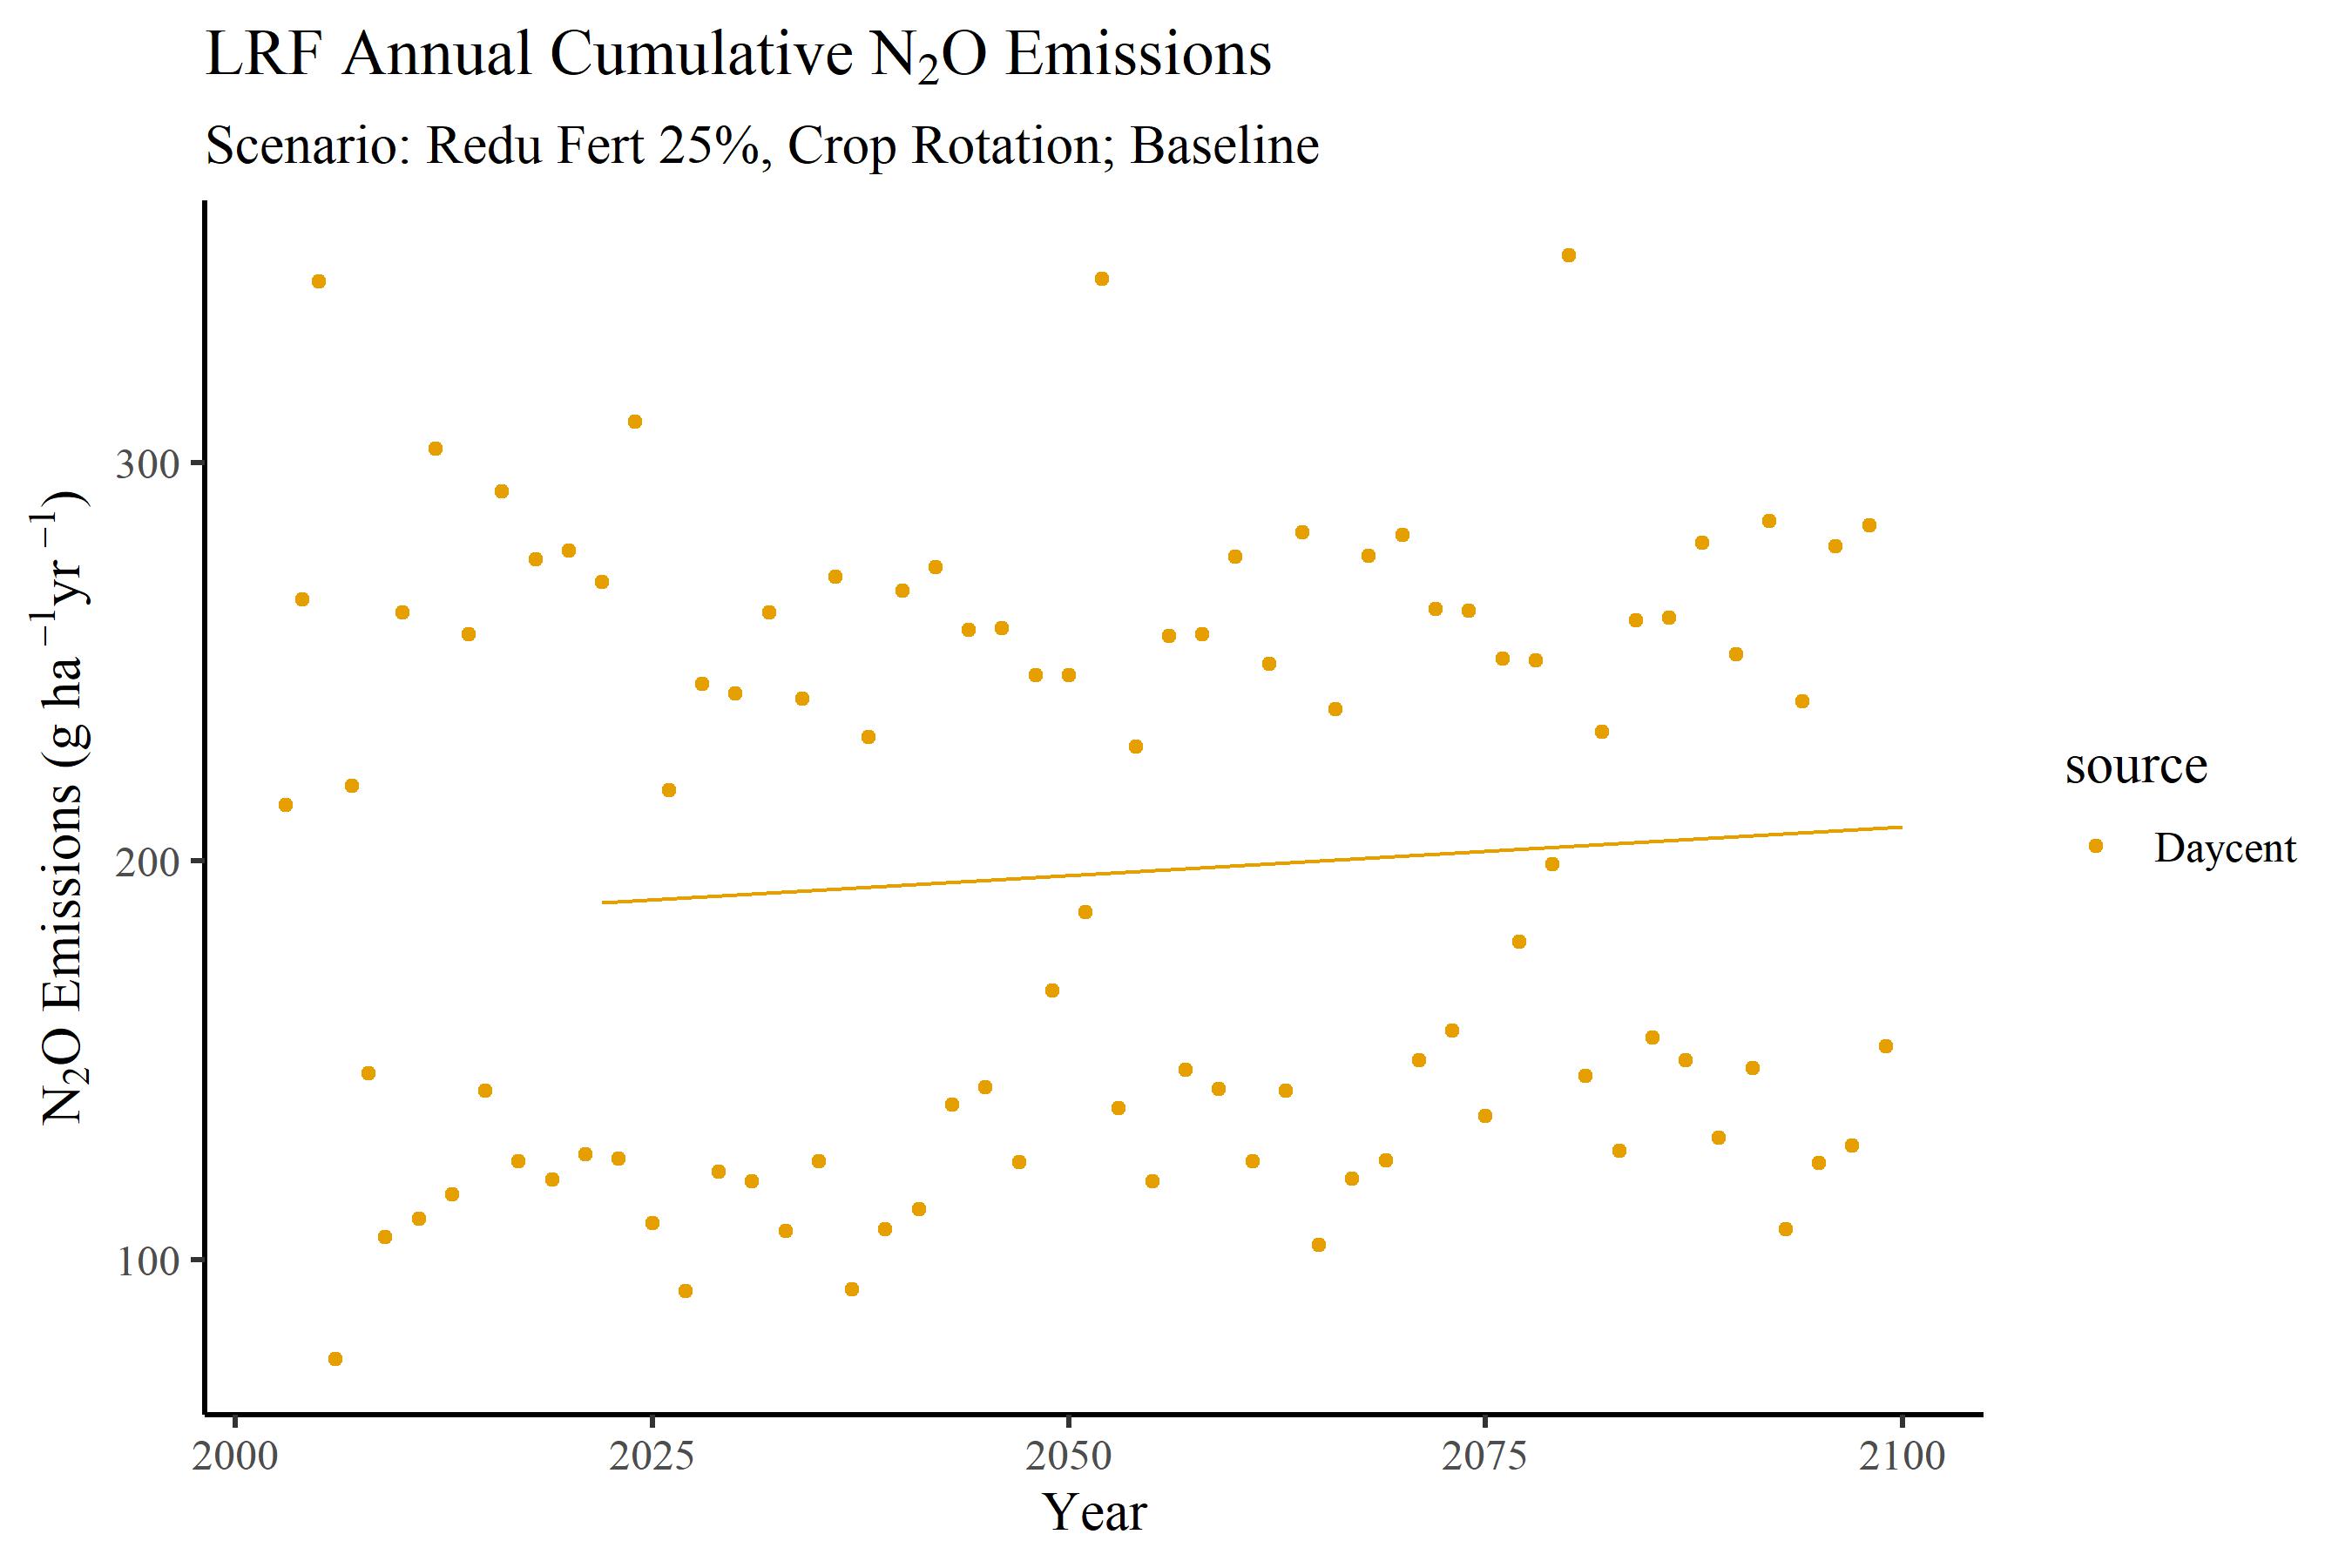 LRF Annual Cumulative N₂O Emissions
Scenario: Redu Fert 25%, Crop Rotation; Baseline
N₂O Emissions (g ha ⁻¹yr ⁻¹)
300
200
100
2000 2025 2050 2075 2100
Year
source
Daycent